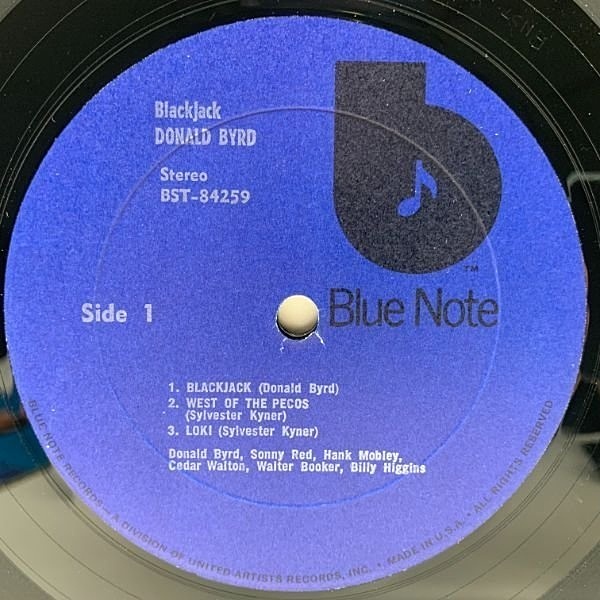 Blackjack
DONALD BYRD
Stereo
BST-84259
TM
Blue Note
Side 1
1. BLACKJACK (Donald Byrd)
2. WEST OF THE PECOS
(Sylvester Kyner)
3. LOKI (Sylvester Kyner)
Donald Byrd, Sonny Red, Hank Mobley,
Cedar Walton, Walter Booker, Billy Higgins
BLUE NOTE RECORDS—A DIVISION OF UNITED ARTISTS RECORDS, INC. • MADE IN U.S.A. • ALL RIGHTS RESERVED